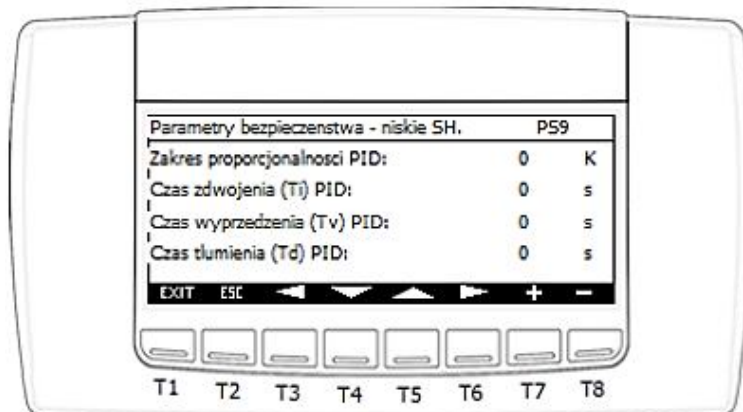 Parametry bezpieczenstwa - niskie SH. PS9
Zakres proporcjonalnosci PID: 0 K
Czas zdwojenia (Ti) PID: 0 s
Czas wyprzedzenia (Tv) PID: 0 s
Czas tlumienia (Td) PID: 0 s
EXIT ESC + −
T1 T2 T3 T4 T5 T6 T7 T8